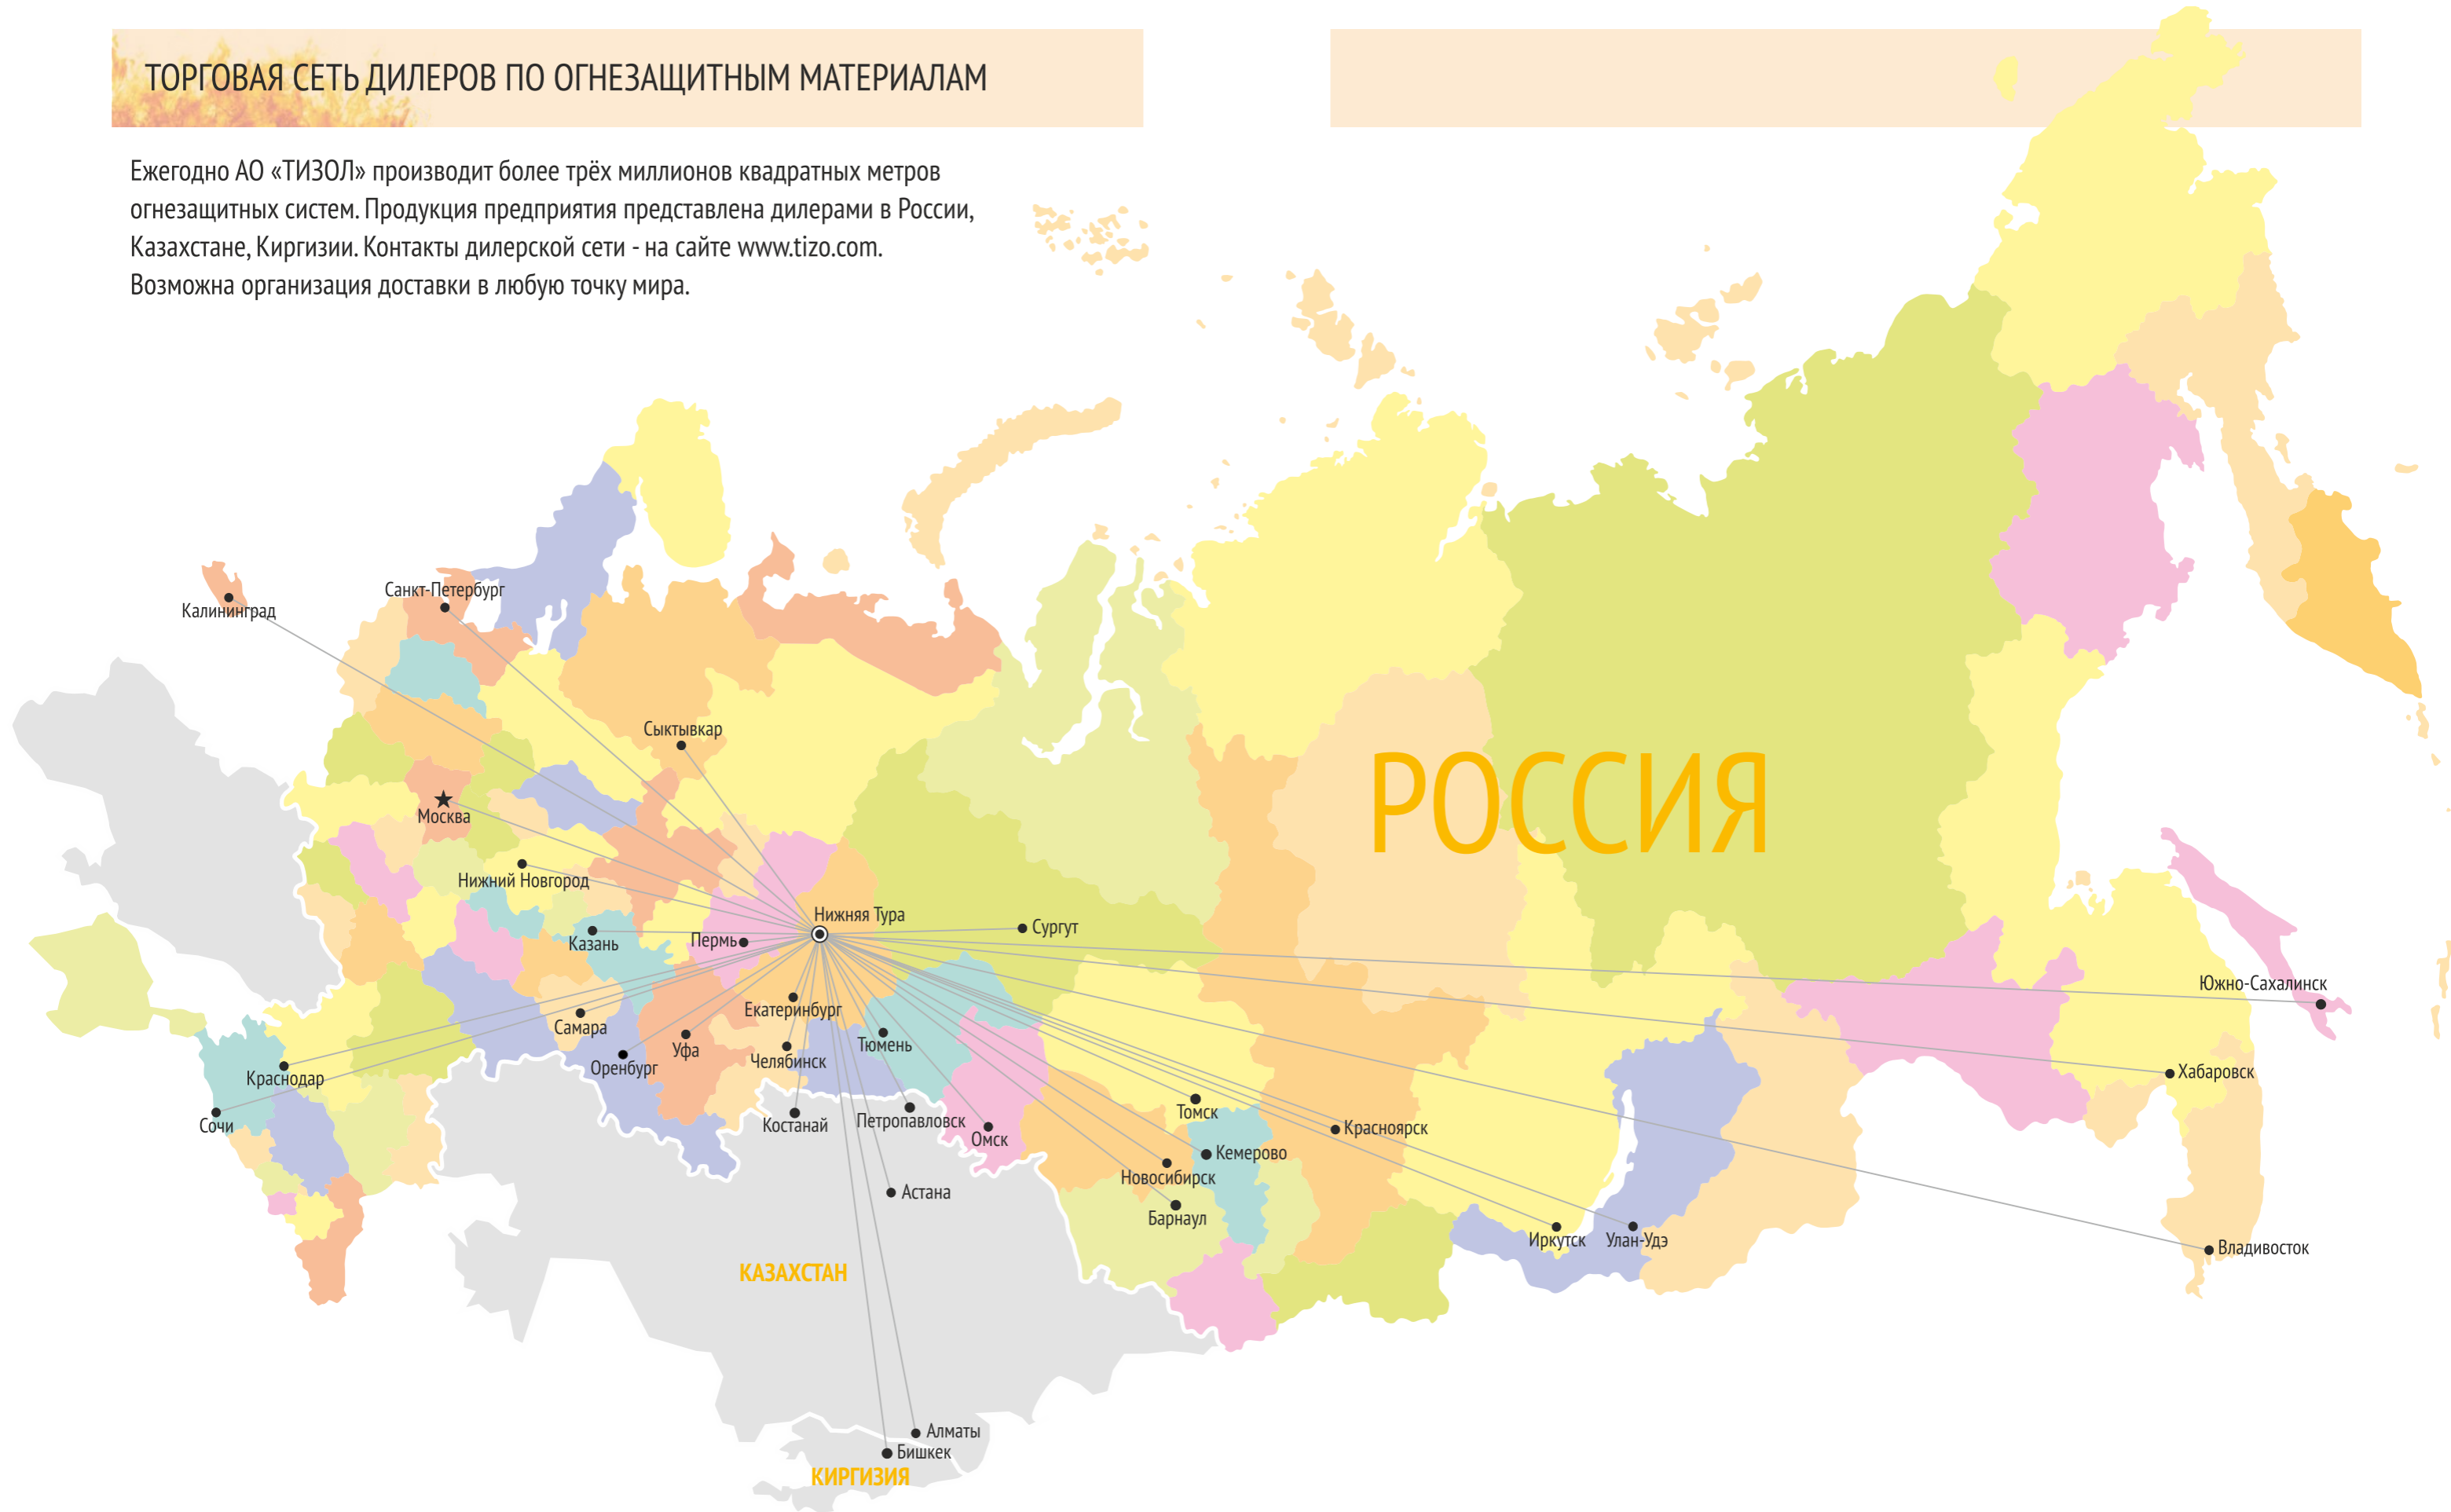 ТОРГОВАЯ СЕТЬ ДИЛЕРОВ ПО ОГНЕЗАЩИТНЫМ МАТЕРИАЛАМ
Ежегодно АО «ТИЗОЛ» производит более трёх миллионов квадратных метров
огнезащитных систем. Продукция предприятия представлена дилерами в России,
Казахстане, Киргизии. Контакты дилерской сети - на сайте www.tizo.com.
Возможна организация доставки в любую точку мира.
Санкт-Петербург
Калининград
Сыктывкар
РОССИЯ
Москва
Нижний Новгород
Нижняя Тура
Сургут
Казань
Пермь
Южно-Сахалинск
Екатеринбург
Самара
Тюмень
Уфа
Челябинск
Оренбург
Хабаровск
Краснодар
Томск
Петропавловск
Костанай
Сочи
Красноярск
Омск
Кемерово
Новосибирск
Астана
Барнаул
Иркутск
Улан-Удэ
Владивосток
КАЗАХСТАН
Алматы
Бишкек
КИРГИЗИЯ